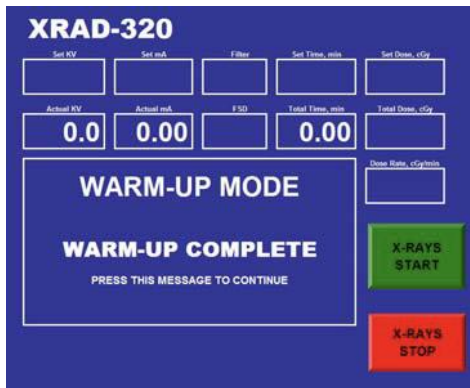 XRAD-320
Set KV Set mA Filter Set Time, min Set Dose, cGy
Actual KV Actual mA FSD Total Time, min Total Dose, cGy
0.0 0.00 0.00
Dose Rate, cGy/min
WARM-UP MODE
WARM-UP COMPLETE
PRESS THIS MESSAGE TO CONTINUE
X-RAYS
START
X-RAYS
STOP